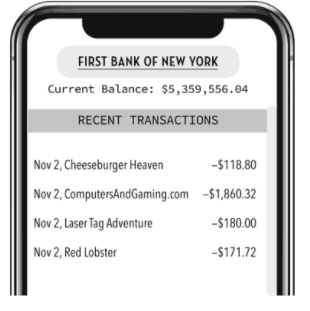 FIRST BANK OF NEW YORK
Current Balance: $5,359,556.04
RECENT TRANSACTIONS
Nov 2, Cheeseburger Heaven –$118.80
Nov 2, ComputersAndGaming.com –$1,860.32
Nov 2, Laser Tag Adventure –$180.00
Nov 2, Red Lobster –$171.72